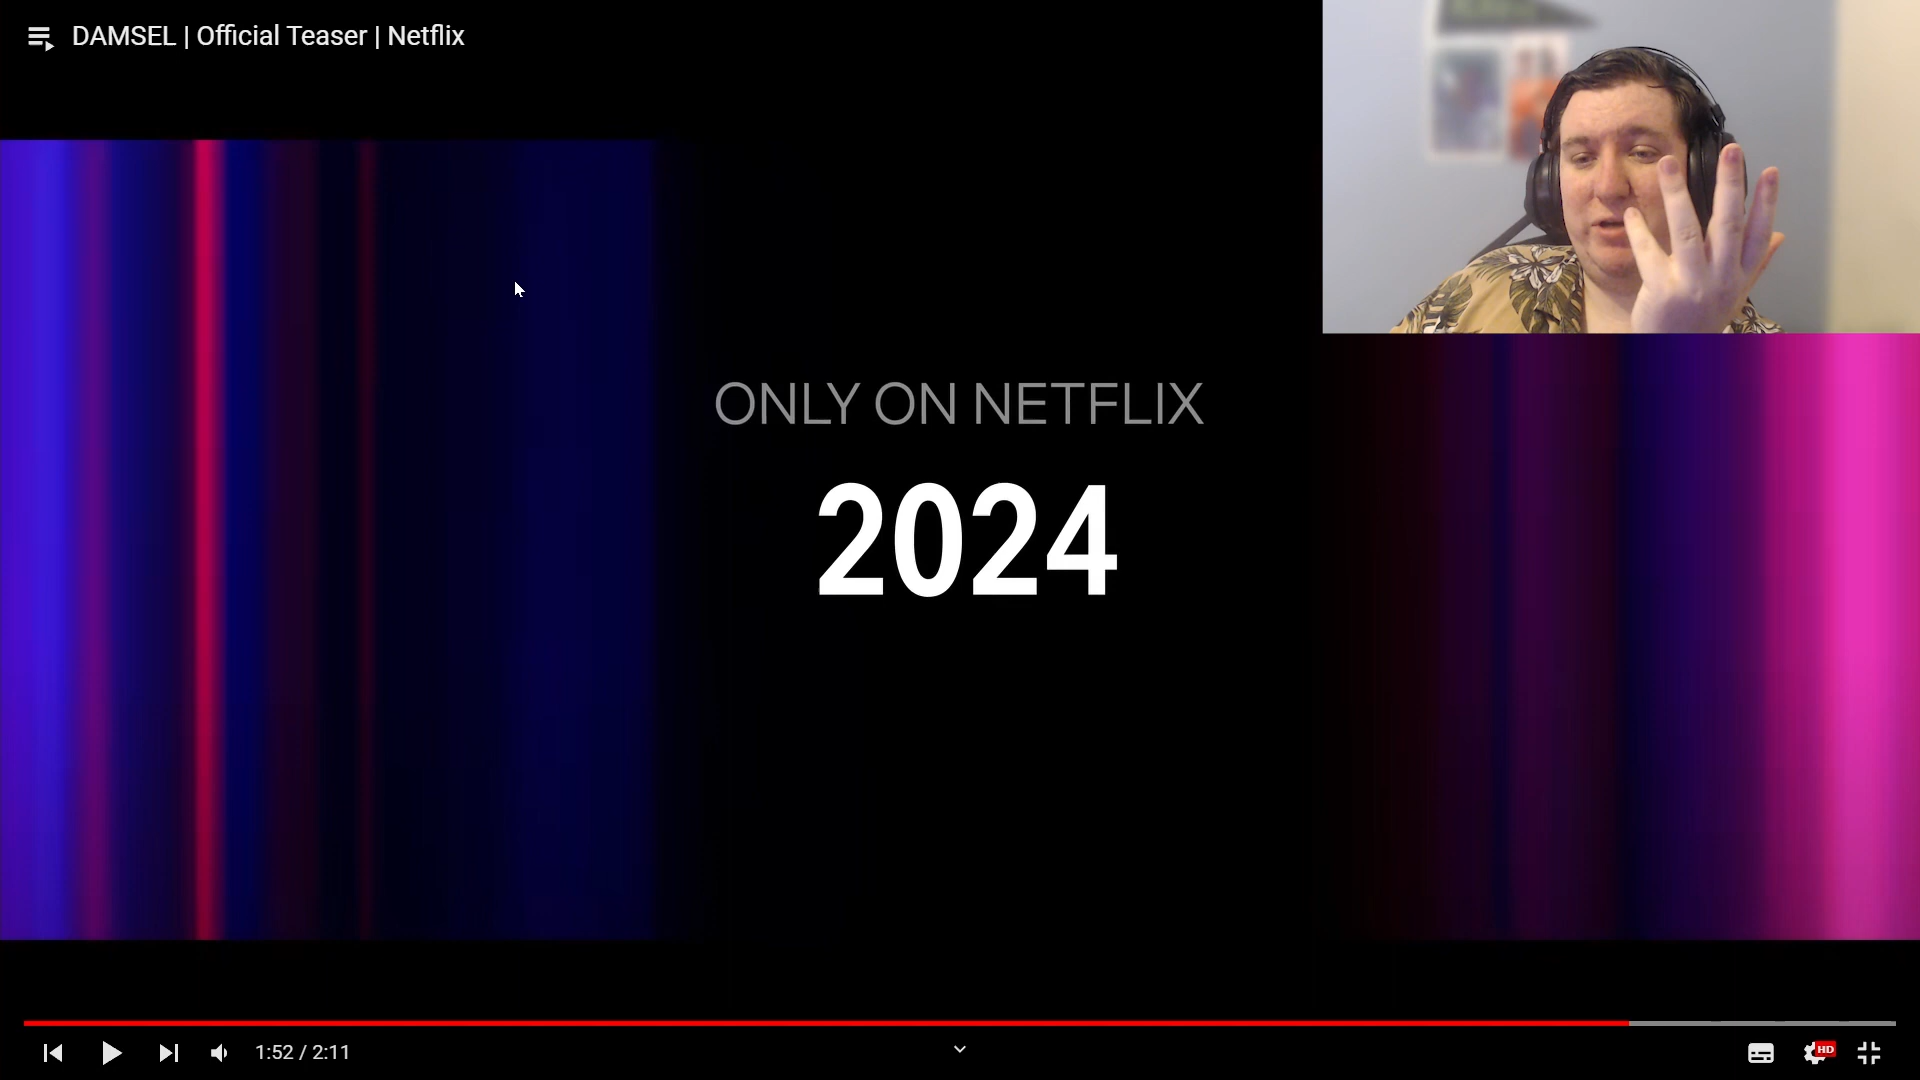 DAMSEL | Official Teaser | Netflix
ONLY ON NETFLIX
2024
1:52 / 2:11
HD